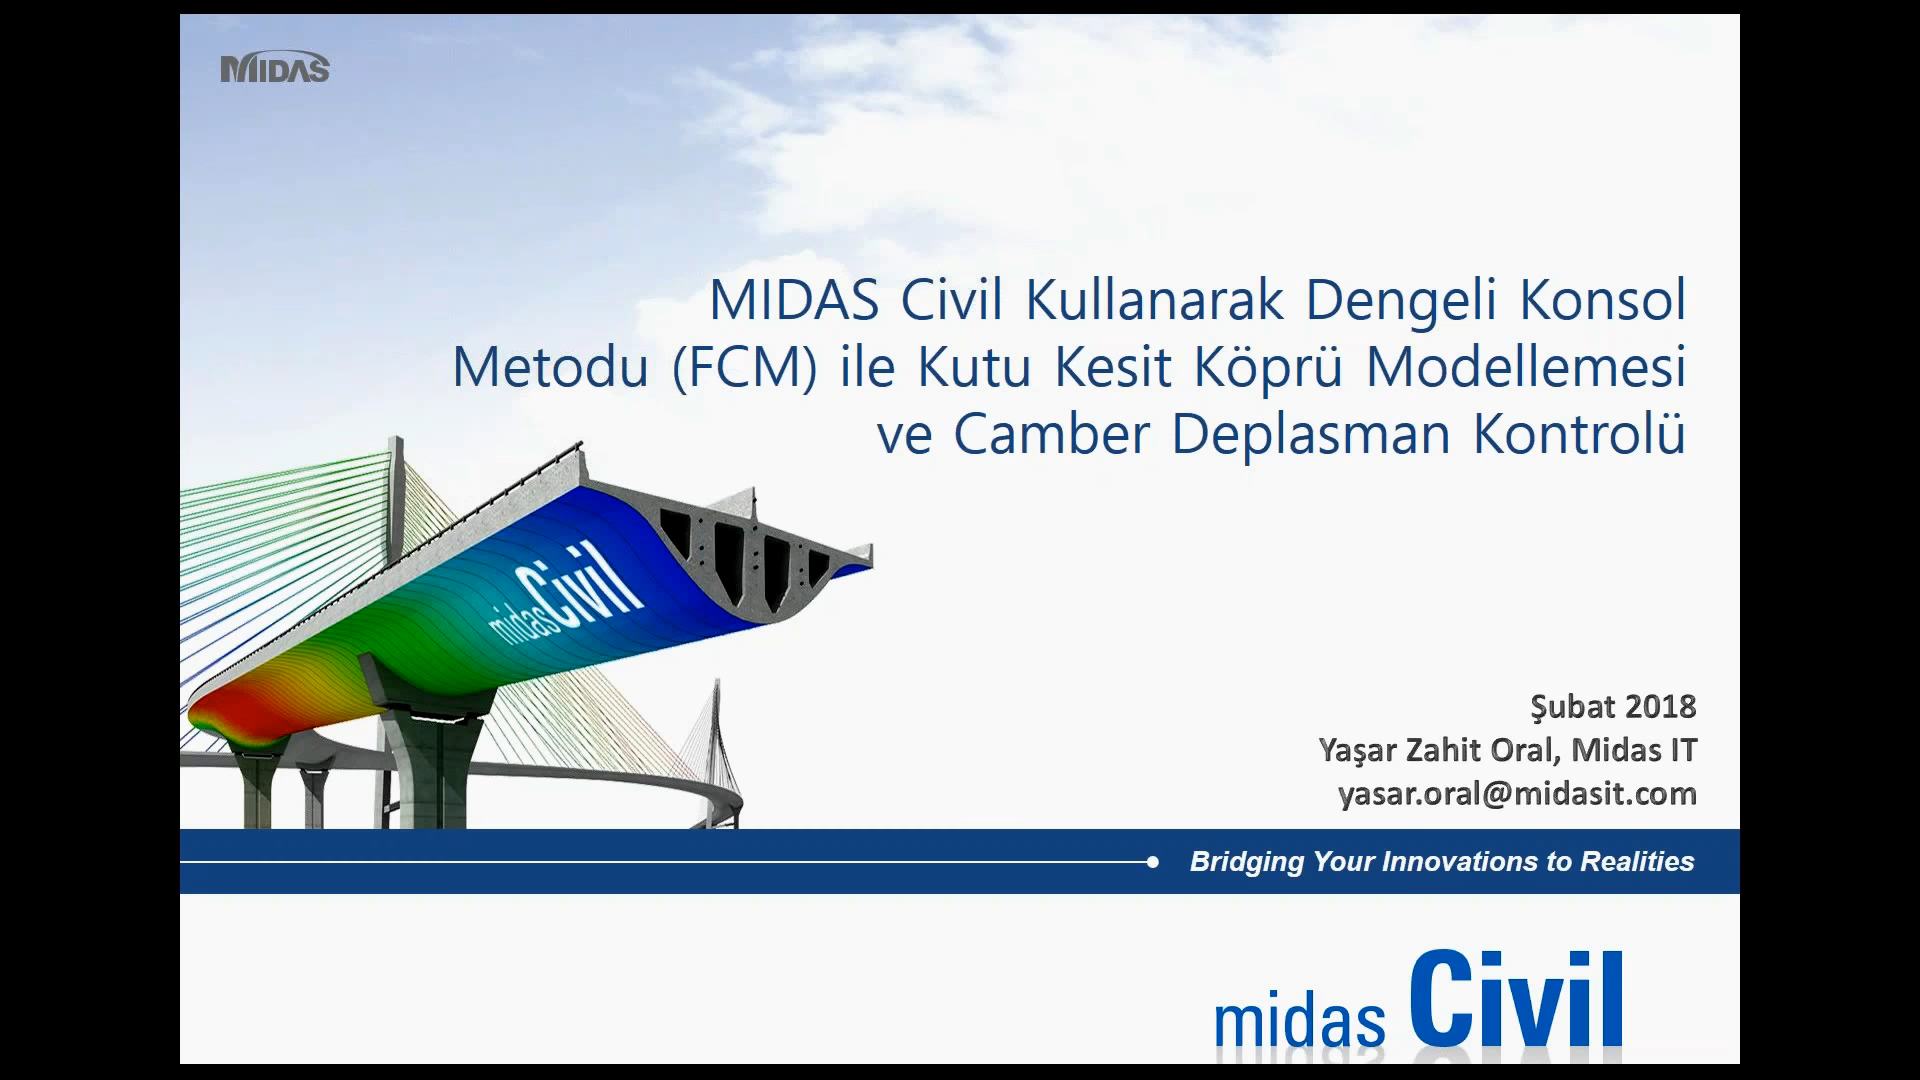 MIDAS
MIDAS Civil Kullanarak Dengeli Konsol
Metodu (FCM) ile Kutu Kesit Köprü Modellemesi
ve Camber Deplasman Kontrolü
midas Civil
Şubat 2018
Yaşar Zahit Oral, Midas IT
yasar.oral@midasit.com
Bridging Your Innovations to Realities
midas Civil